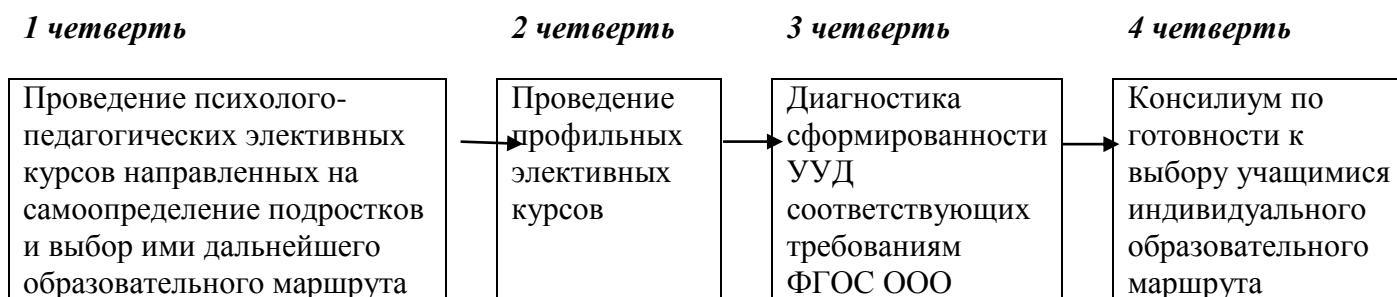 1 четверть
2 четверть
3 четверть
4 четверть
Проведение психолого-
педагогических элективных
курсов направленных на
самоопределение подростков
и выбор ими дальнейшего
образовательного маршрута
Проведение
профильных
элективных
курсов
Диагностика
сформированности
УУД
соответствующих
требованиям
ФГОС ООО
Консилиум по
готовности к
выбору учащимися
индивидуального
образовательного
маршрута